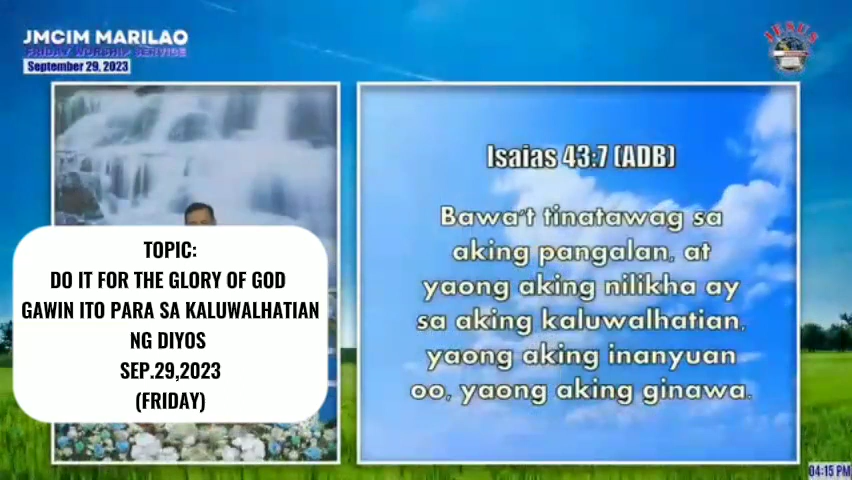 JMCIM MARILAO
FRIDAY WORSHIP SERVICE
September 29, 2023
JESUS
Isaias 43:7 (ADB)
Bawa't tinatawag sa
aking pangalan, at
yaong aking nilikha ay
sa aking kaluwalhatian,
yaong aking inanyuan
oo, yaong aking ginawa.
TOPIC:
DO IT FOR THE GLORY OF GOD
GAWIN ITO PARA SA KALUWALHATIAN
NG DIYOS
SEP.29,2023
(FRIDAY)
04:15 PM